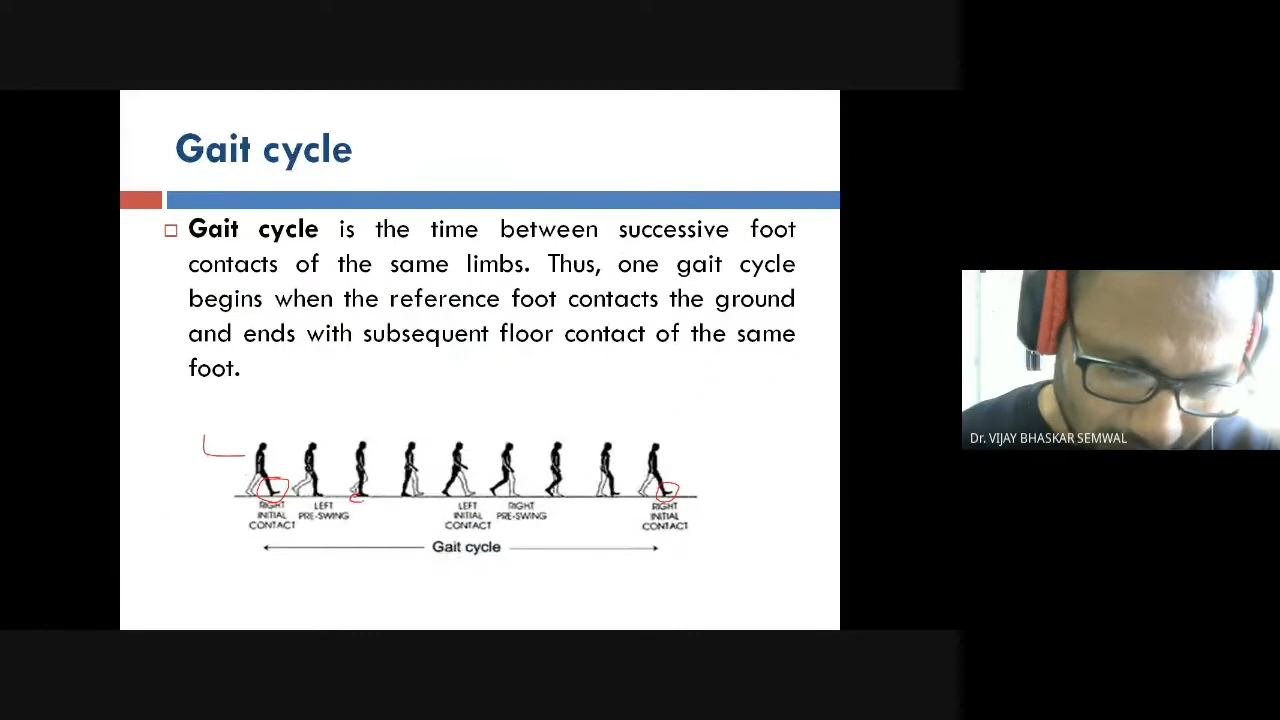 Gait cycle
Gait cycle is the time between successive foot
contacts of the same limbs. Thus, one gait cycle
begins when the reference foot contacts the ground
and ends with subsequent floor contact of the same
foot.
RIGHT INITIAL CONTACT
LEFT PRE-SWING
LEFT INITIAL CONTACT
RIGHT PRE-SWING
RIGHT INITIAL CONTACT
Gait cycle
Dr. VIJAY BHASKAR SEMWAL